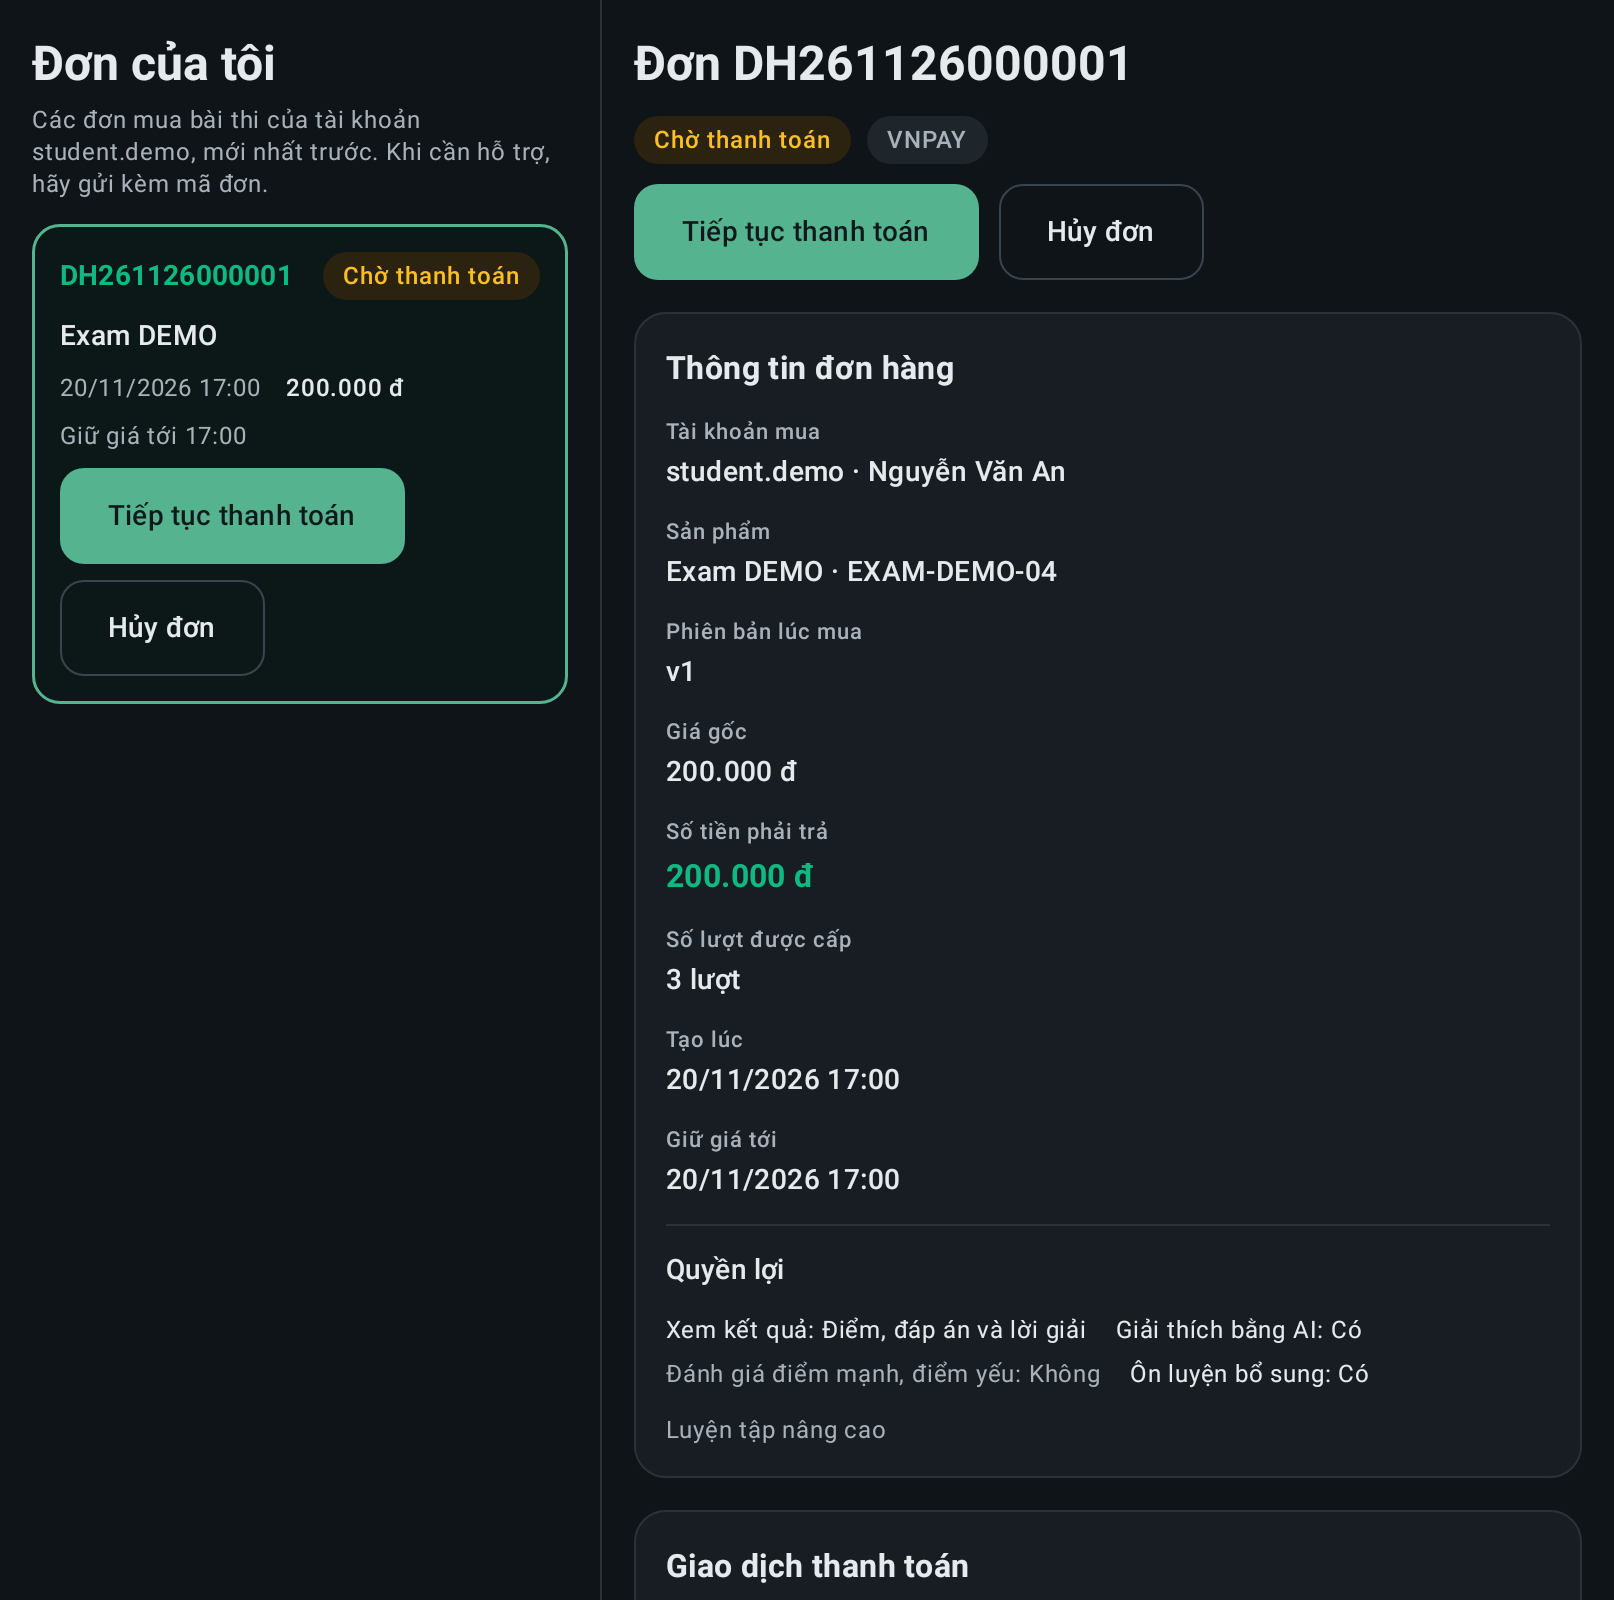 Đơn của tôi
Các đơn mua bài thi của tài khoản
student.demo, mới nhất trước. Khi cần hỗ trợ,
hãy gửi kèm mã đơn.
DH261126000001
Chờ thanh toán
Exam DEMO
20/11/2026 17:00 200.000 đ
Giữ giá tới 17:00
Tiếp tục thanh toán
Hủy đơn
Đơn DH261126000001
Chờ thanh toán
VNPAY
Tiếp tục thanh toán
Hủy đơn
Thông tin đơn hàng
Tài khoản mua
student.demo · Nguyễn Văn An
Sản phẩm
Exam DEMO · EXAM-DEMO-04
Phiên bản lúc mua
v1
Giá gốc
200.000 đ
Số tiền phải trả
200.000 đ
Số lượt được cấp
3 lượt
Tạo lúc
20/11/2026 17:00
Giữ giá tới
20/11/2026 17:00
Quyền lợi
Xem kết quả: Điểm, đáp án và lời giải Giải thích bằng AI: Có
Đánh giá điểm mạnh, điểm yếu: Không Ôn luyện bổ sung: Có
Luyện tập nâng cao
Giao dịch thanh toán